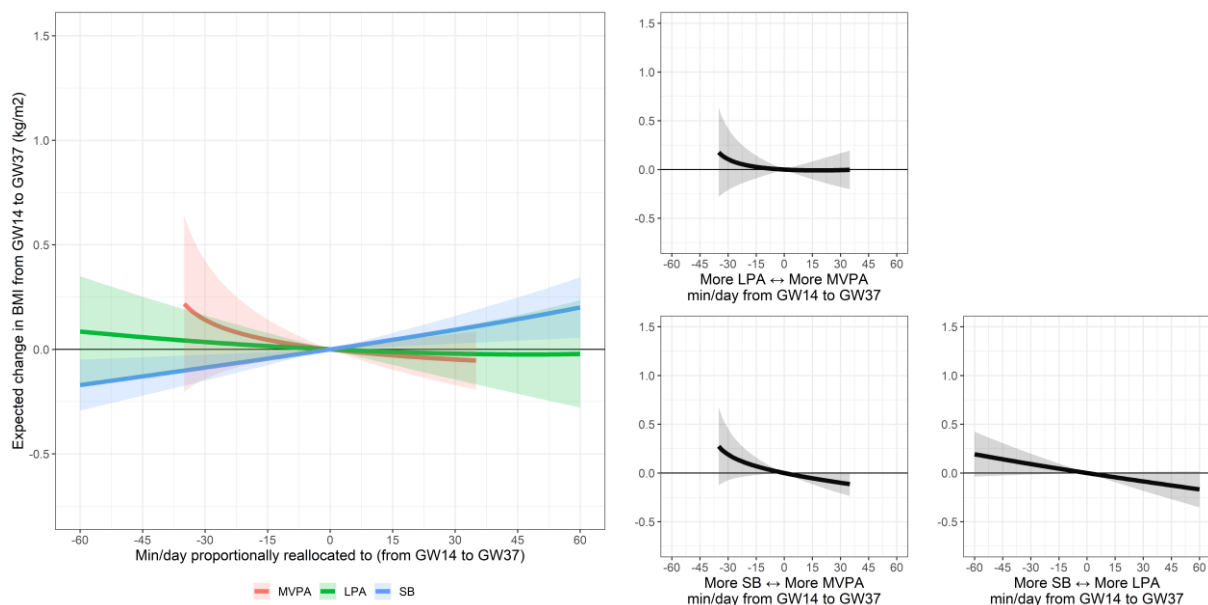 Expected change in BMI from GW14 to GW37 (kg/m2)
1.5
1.0
0.5
0.0
-0.5
-60 -45 -30 -15 0 15 30 45 60
Min/day proportionally reallocated to (from GW14 to GW37)
MVPA LPA SB
1.5
1.0
0.5
0.0
-0.5
-60 -45 -30 -15 0 15 30 45 60
More LPA ↔ More MVPA
min/day from GW14 to GW37
1.5
1.0
0.5
0.0
-0.5
-60 -45 -30 -15 0 15 30 45 60
More SB ↔ More MVPA
min/day from GW14 to GW37
1.5
1.0
0.5
0.0
-0.5
-60 -45 -30 -15 0 15 30 45 60
More SB ↔ More LPA
min/day from GW14 to GW37